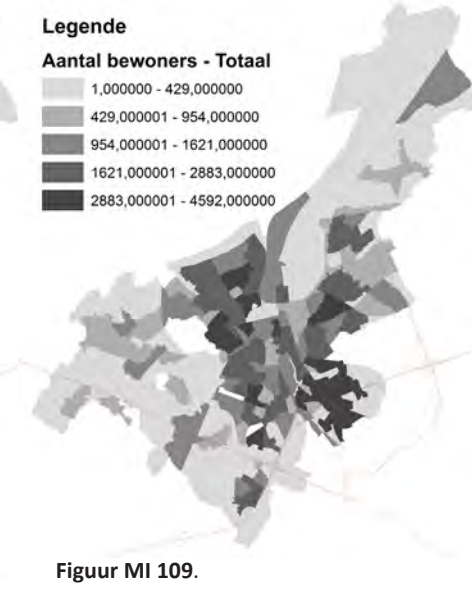 Legende
Aantal bewoners - Totaal
1,000000 - 429,000000
429,000001 - 954,000000
954,000001 - 1621,000000
1621,000001 - 2883,000000
2883,000001 - 4592,000000
Figuur MI 109.